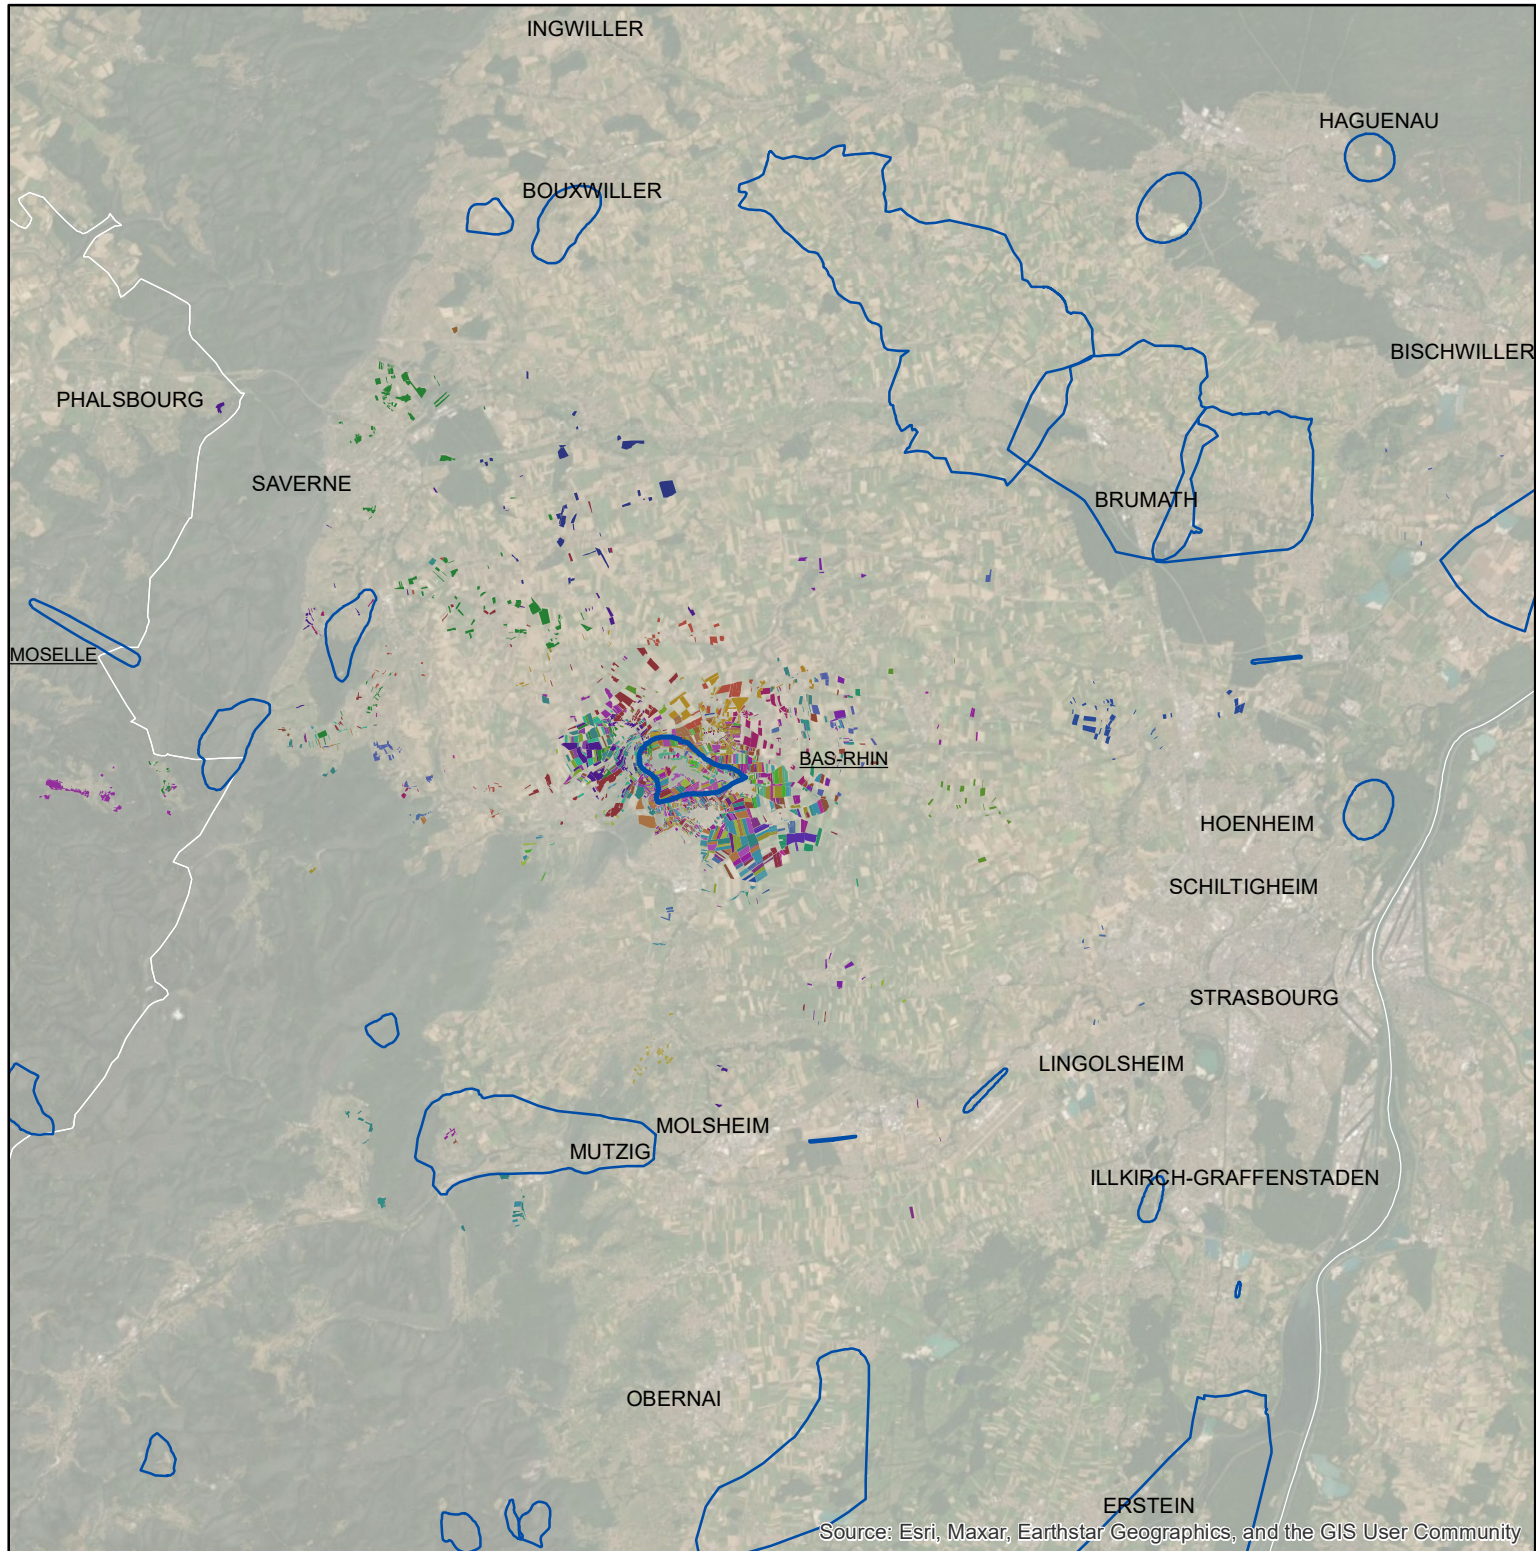 INGWILLER
HAGUENAU
BOUXWILLER
BISCHWILLER
PHALSBOURG
SAVERNE
BRUMATH
MOSELLE
BAS-RHIN
HOENHEIM
SCHILTIGHEIM
STRASBOURG
LINGOLSHEIM
MOLSHEIM
MUTZIG
ILLKIRCH-GRAFFENSTADEN
OBERNAI
ERSTEIN
Source: Esri, Maxar, Earthstar Geographics, and the GIS User Community